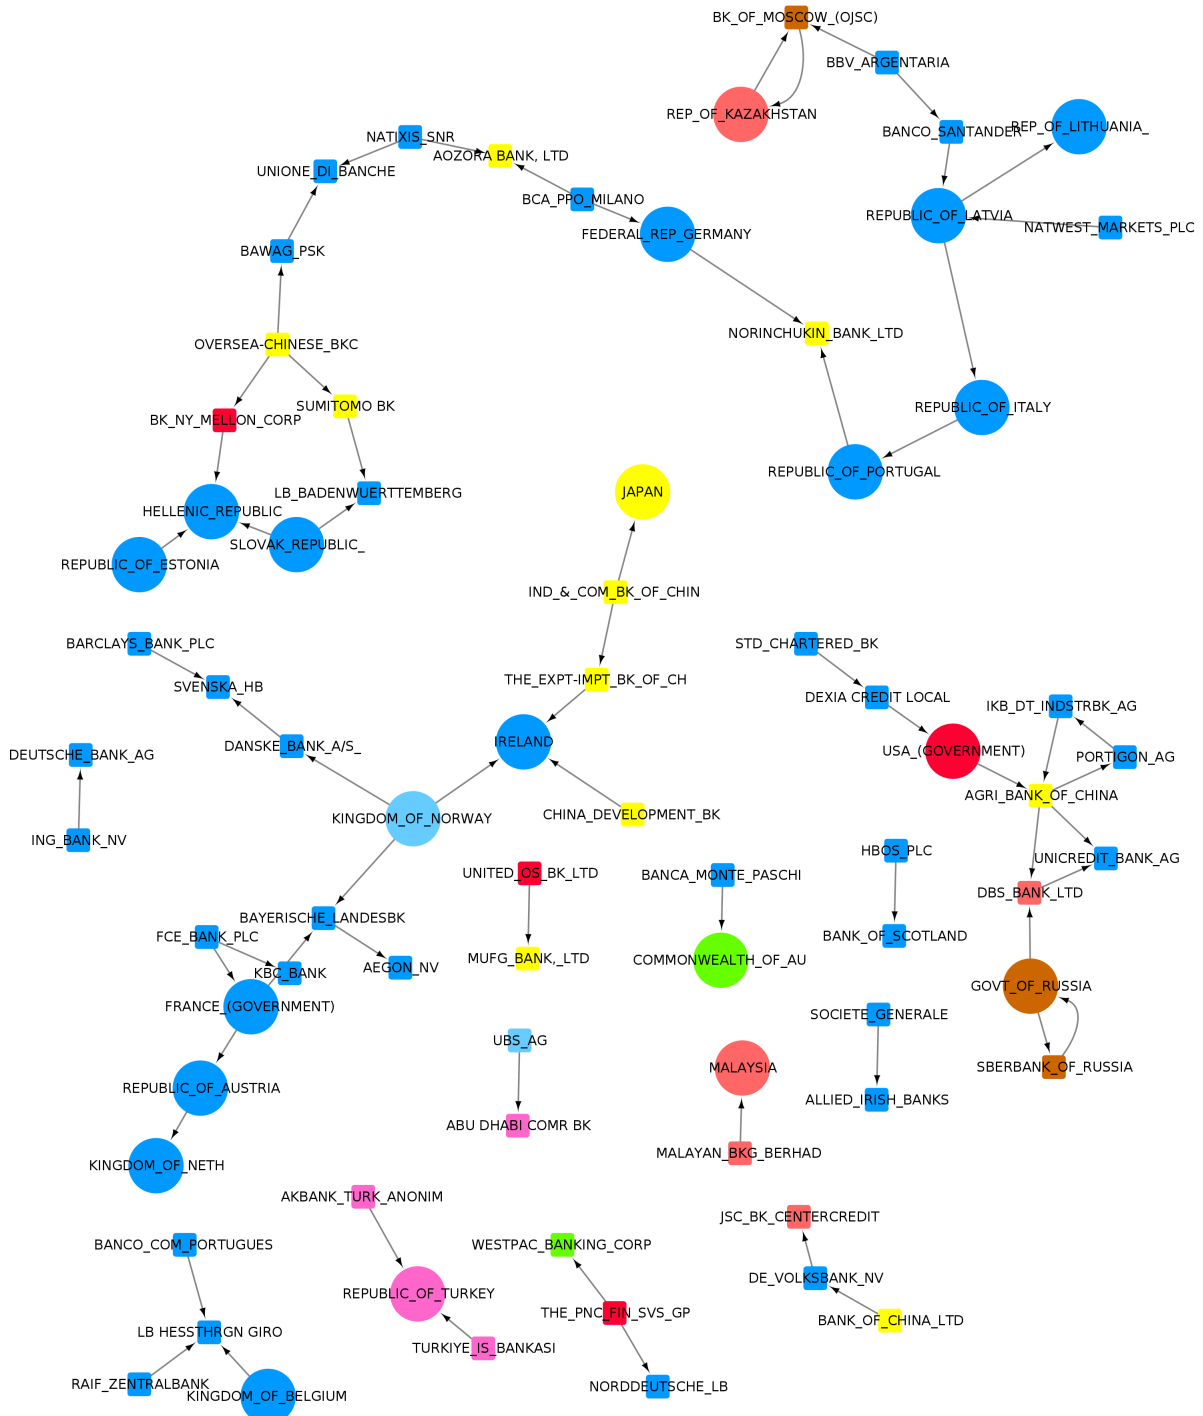 BK_OF_MOSCOW_(OJSC)
BBV_ARGENTARIA
REP_OF_KAZAKHSTAN
BANCO_SANTANDER
REP_OF_LITHUANIA_
NATIXIS_SNR
AOZORA BANK, LTD
UNIONE_DI_BANCHE
BCA_PPO_MILANO
REPUBLIC_OF_LATVIA
NATWEST_MARKETS_PLC
FEDERAL_REP_GERMANY
BAWAG_PSK
NORINCHUKIN_BANK_LTD
OVERSEA-CHINESE_BKC
SUMITOMO BK
REPUBLIC_OF_ITALY
BK_NY_MELLON_CORP
REPUBLIC_OF_PORTUGAL
LB_BADENWUERTTEMBERG
JAPAN
HELLENIC_REPUBLIC
SLOVAK_REPUBLIC_
REPUBLIC_OF_ESTONIA
IND_&_COM_BK_OF_CHIN
BARCLAYS_BANK_PLC
STD_CHARTERED_BK
THE_EXPT-IMPT_BK_OF_CH
SVENSKA_HB
DEXIA CREDIT LOCAL
IKB_DT_INDSTRBK_AG
IRELAND
DANSKE_BANK_A/S_
USA_(GOVERNMENT)
DEUTSCHE_BANK_AG
PORTIGON_AG
AGRI_BANK_OF_CHINA
CHINA_DEVELOPMENT_BK
KINGDOM_OF_NORWAY
ING_BANK_NV
HBOS_PLC
UNICREDIT_BANK_AG
UNITED_OS_BK_LTD
BANCA_MONTE_PASCHI
DBS_BANK_LTD
BAYERISCHE_LANDESBK
FCE_BANK_PLC
BANK_OF_SCOTLAND
MUFG_BANK,_LTD
COMMONWEALTH_OF_AU
AEGON_NV
KBC_BANK
GOVT_OF_RUSSIA
FRANCE_(GOVERNMENT)
SOCIETE_GENERALE
UBS_AG
MALAYSIA
SBERBANK_OF_RUSSIA
REPUBLIC_OF_AUSTRIA
ALLIED_IRISH_BANKS
ABU DHABI COMR BK
MALAYAN_BKG_BERHAD
KINGDOM_OF_NETH
AKBANK_TURK_ANONIM
JSC_BK_CENTERCREDIT
BANCO_COM_PORTUGUES
WESTPAC_BANKING_CORP
DE_VOLKSBANK_NV
REPUBLIC_OF_TURKEY
THE_PNC_FIN_SVS_GP
BANK_OF_CHINA_LTD
LB HESSTHRGN GIRO
TURKIYE_IS_BANKASI
RAIF_ZENTRALBANK
NORDDEUTSCHE_LB
KINGDOM_OF_BELGIUM